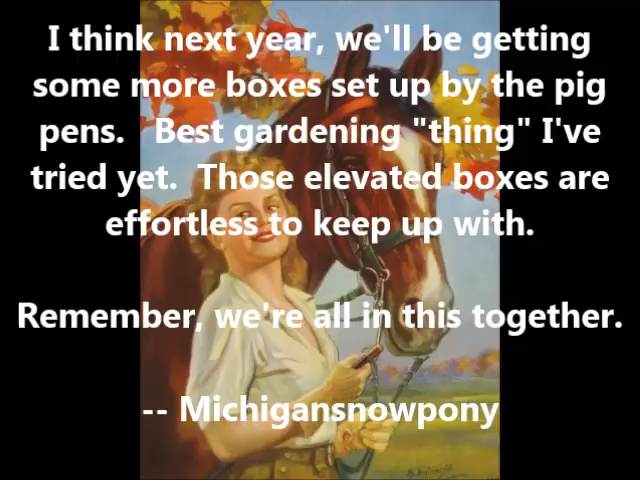 I think next year, we'll be getting
some more boxes set up by the pig
pens.   Best gardening "thing" I've
tried yet.  Those elevated boxes are
effortless to keep up with.
Remember, we're all in this together.
-- Michigansnowpony